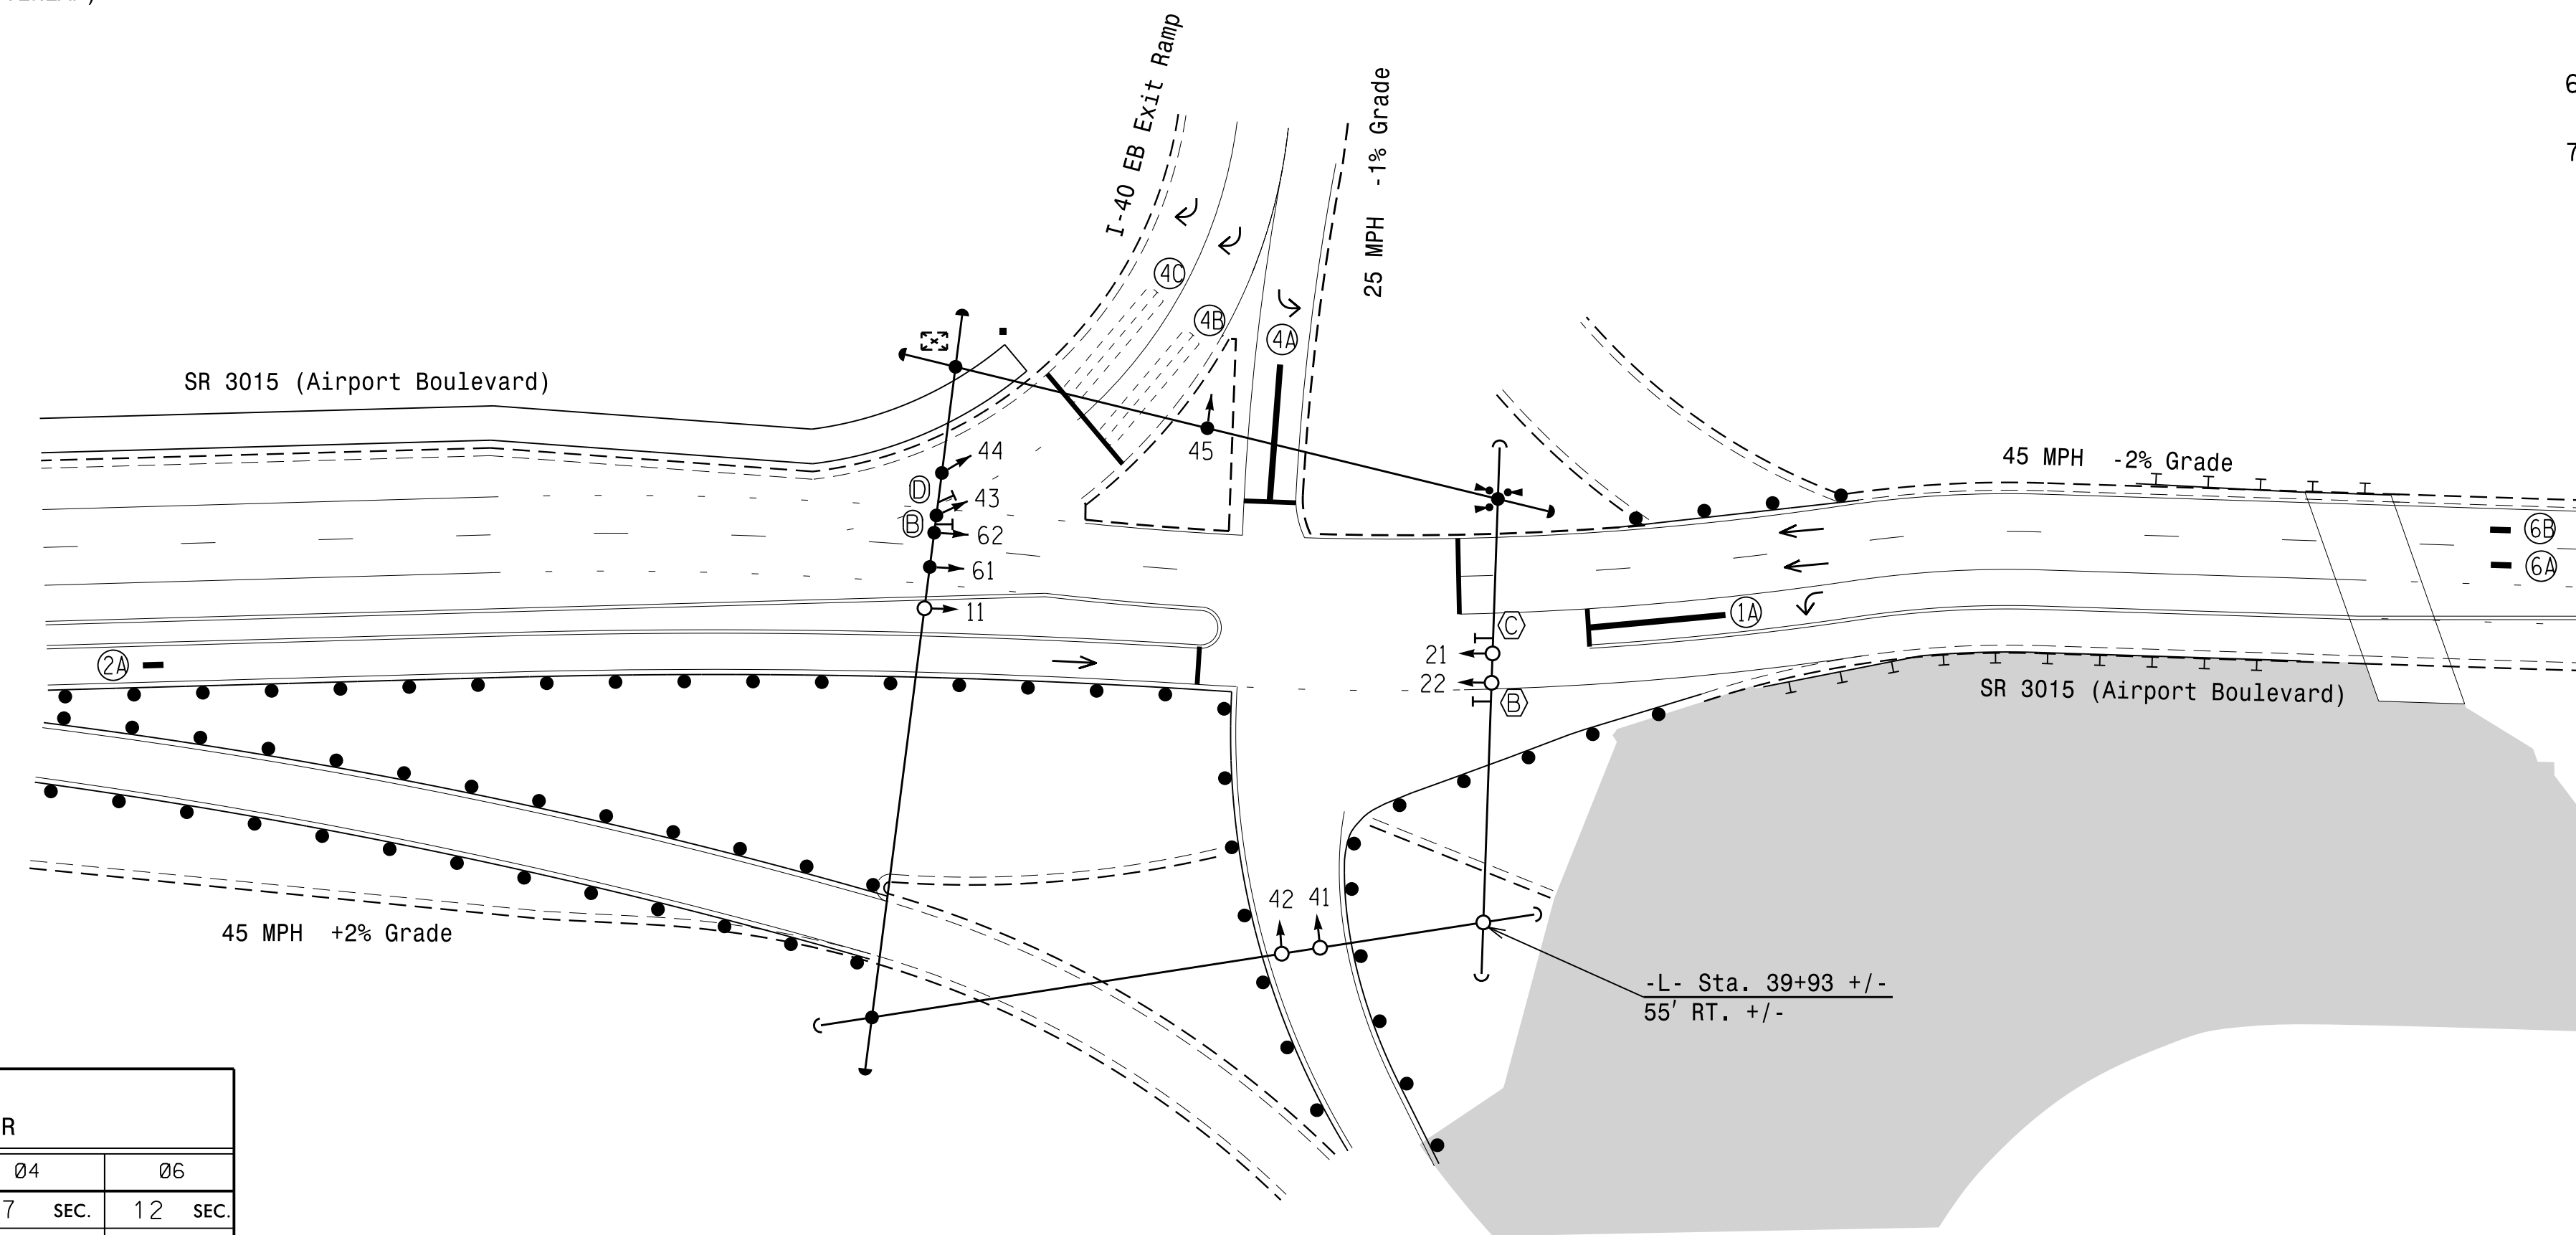 I-40 EB Exit Ramp
25 MPH -1% Grade
6
7
4C
4B
4A
SR 3015 (Airport Boulevard)
45
44
D
43
B
62
61
11
45 MPH -2% Grade
6B
6A
1A
C
21
22
B
2A
SR 3015 (Airport Boulevard)
42 41
45 MPH +2% Grade
-L- Sta. 39+93 +/-
55' RT. +/-
R
Ø4 Ø6
7 SEC. 12 SEC.